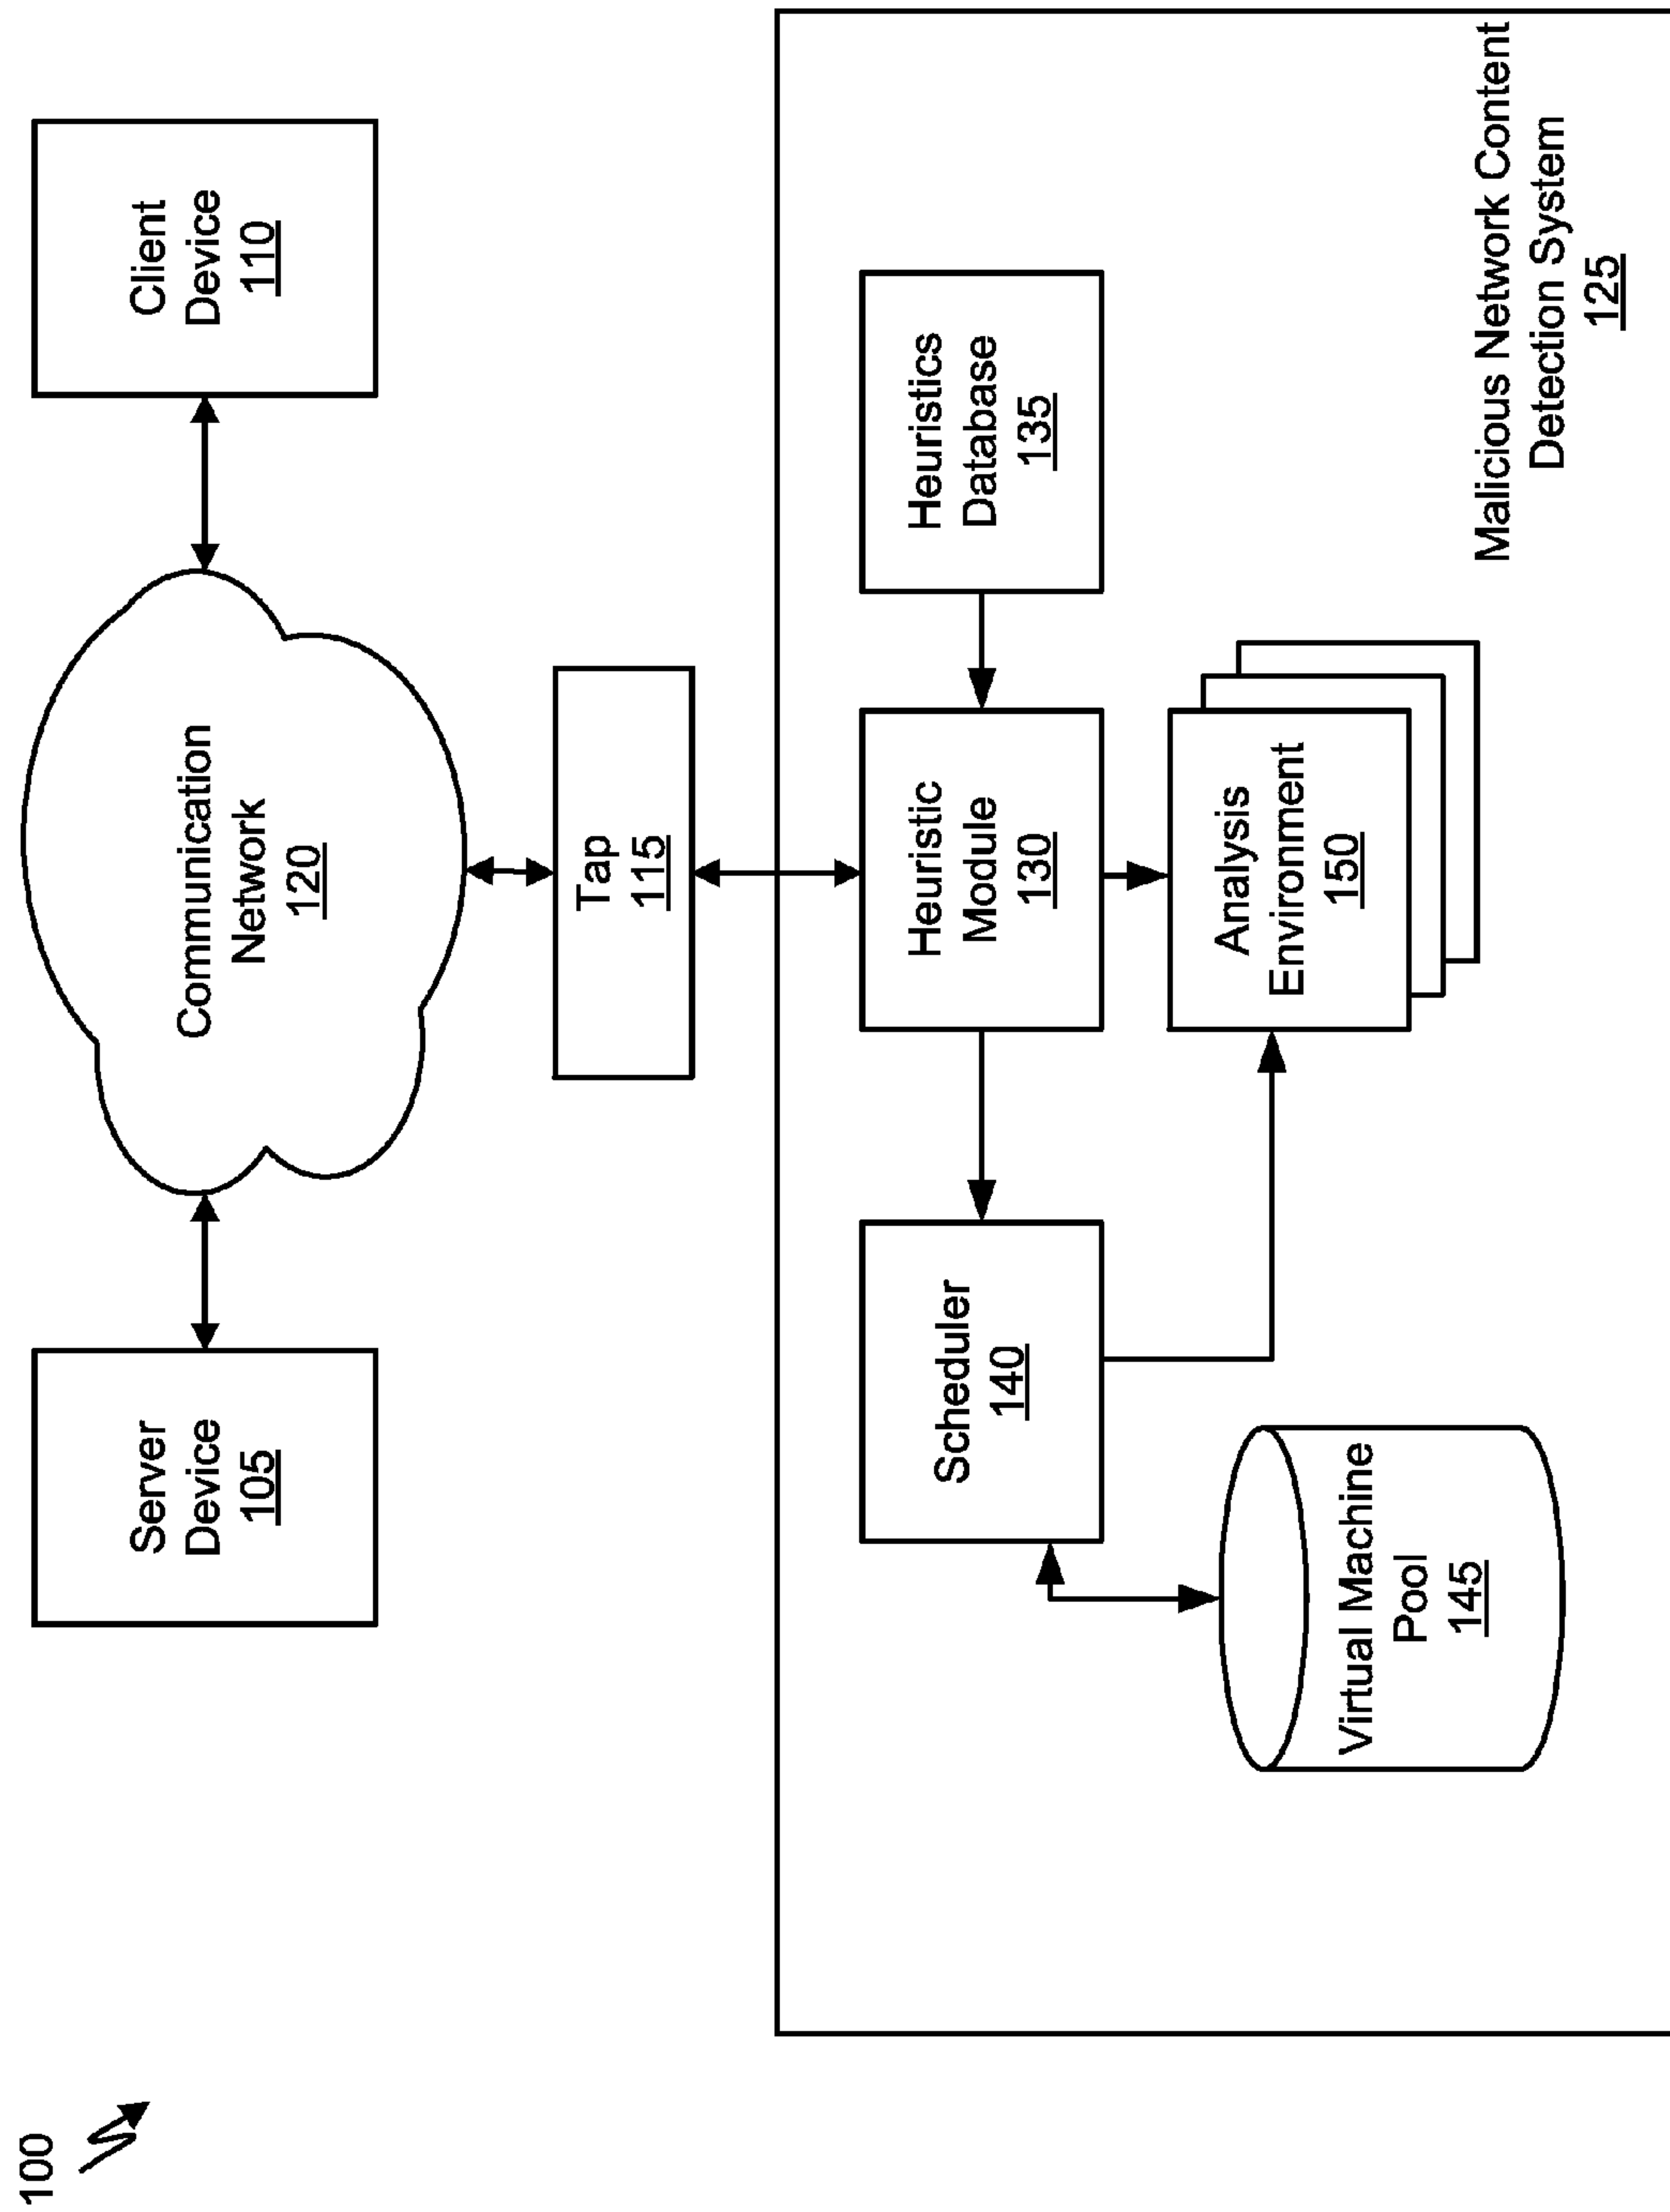 100
Server
Device
105
Communication
Network
120
Client
Device
110
Tap
115
Scheduler
140
Heuristic
Module
130
Heuristics
Database
135
Virtual Machine
Pool
145
Analysis
Environment
150
Malicious Network Content
Detection System
125